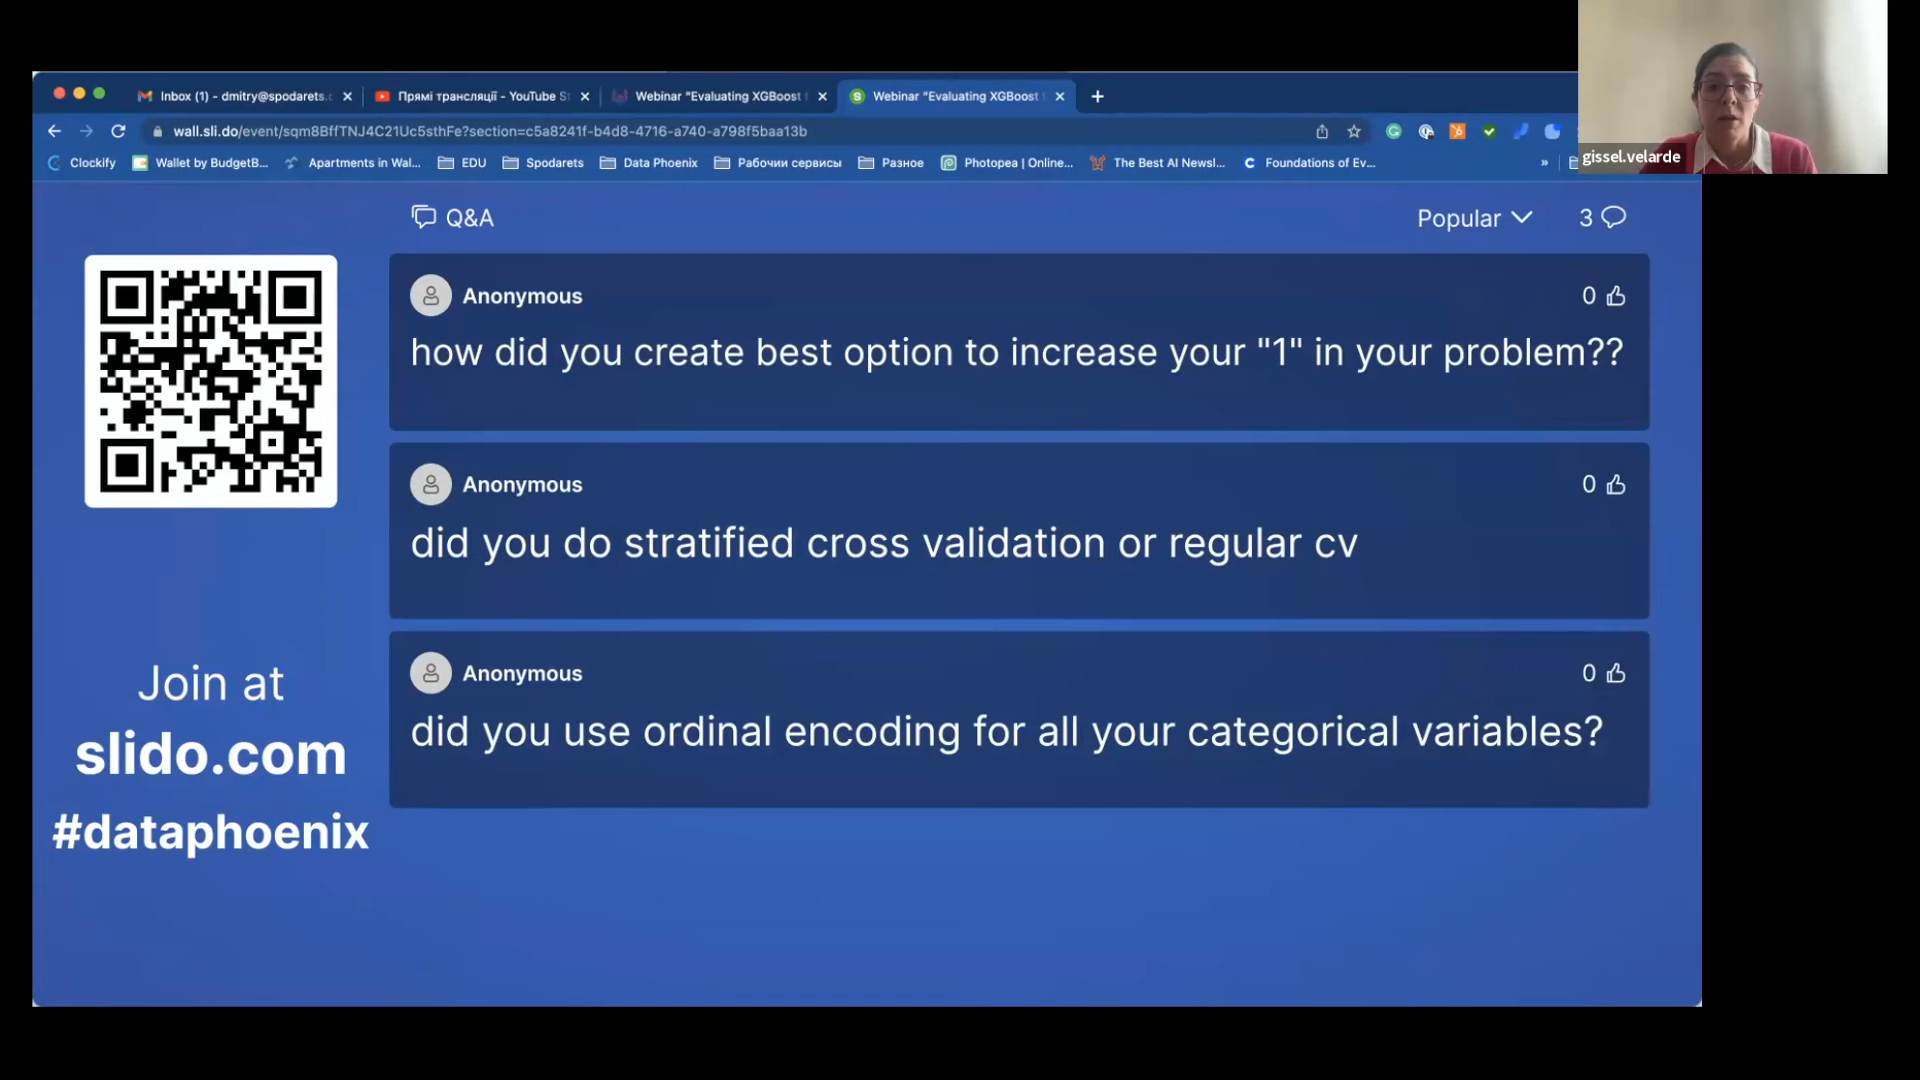 Inbox (1) - dmitry@spodarets.c
Прямі трансляції - YouTube S
Webinar "Evaluating XGBoost
Webinar "Evaluating XGBoost
wall.sli.do/event/sqm8BffTNJ4C21Uc5sthFe?section=c5a8241f-b4d8-4716-a740-a798f5baa13b
Clockify
Wallet by BudgetB...
Apartments in Wal...
EDU
Spodarets
Data Phoenix
Рабочии сервисы
Разное
Photopea | Online...
The Best AI Newsl...
Foundations of Ev...
»
gissel.velarde
Q&A
Popular
3
Anonymous
0
how did you create best option to increase your "1" in your problem??
Anonymous
0
did you do stratified cross validation or regular cv
Anonymous
0
did you use ordinal encoding for all your categorical variables?
Join at
slido.com
#dataphoenix